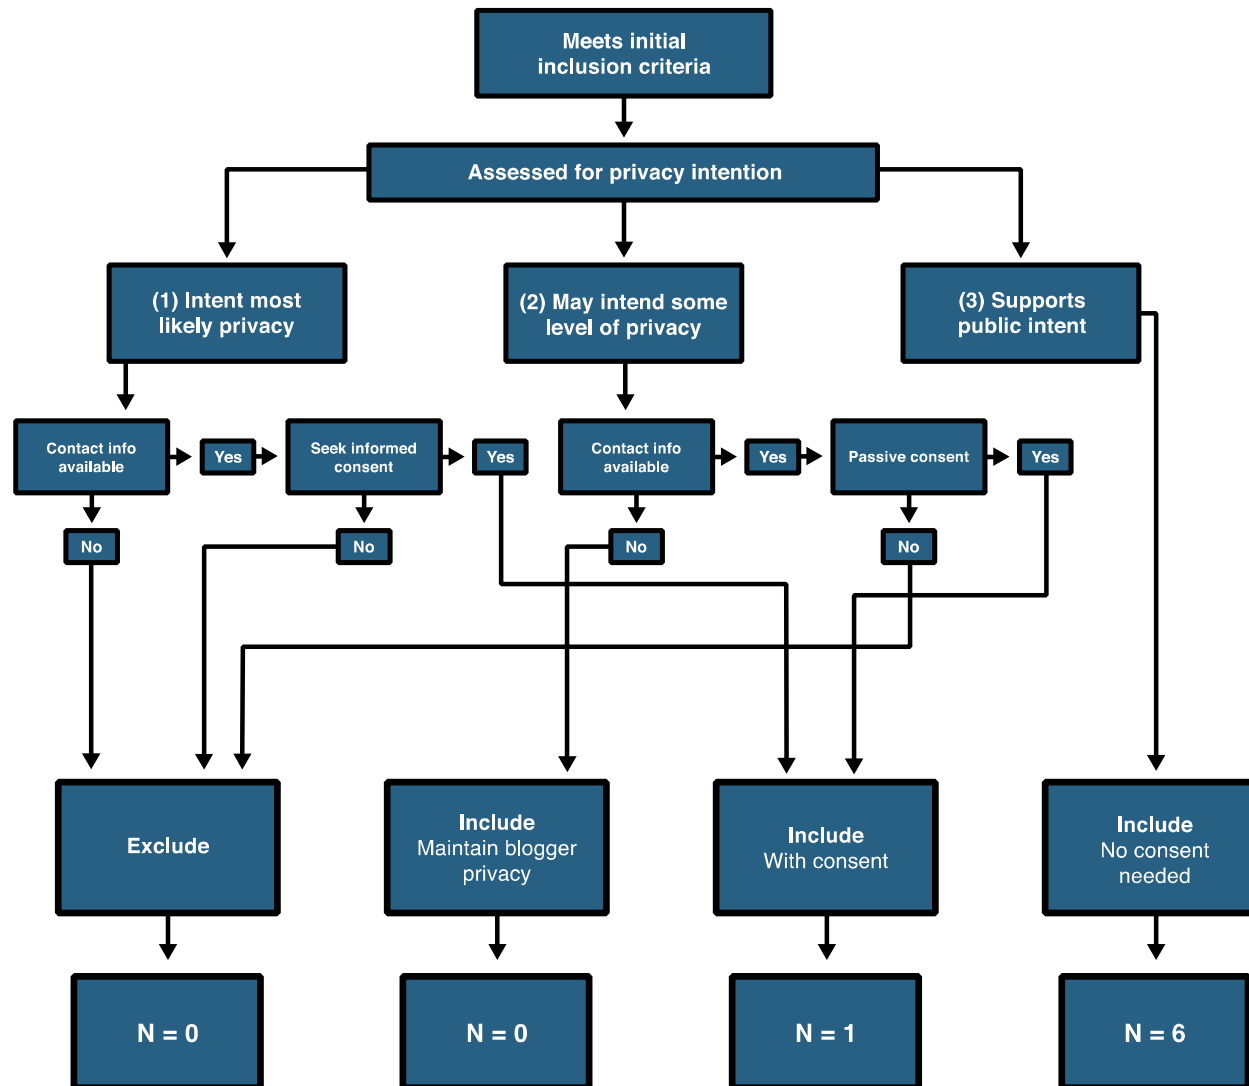 Meets initial
inclusion criteria
Assessed for privacy intention
(1) Intent most
likely privacy
(2) May intend some
level of privacy
(3) Supports
public intent
Contact info
available
Yes
Seek informed
consent
Yes
Contact info
available
Yes
Passive consent
Yes
No
No
No
No
Exclude
Include
Maintain blogger
privacy
Include
With consent
Include
No consent
needed
N = 0
N = 0
N = 1
N = 6